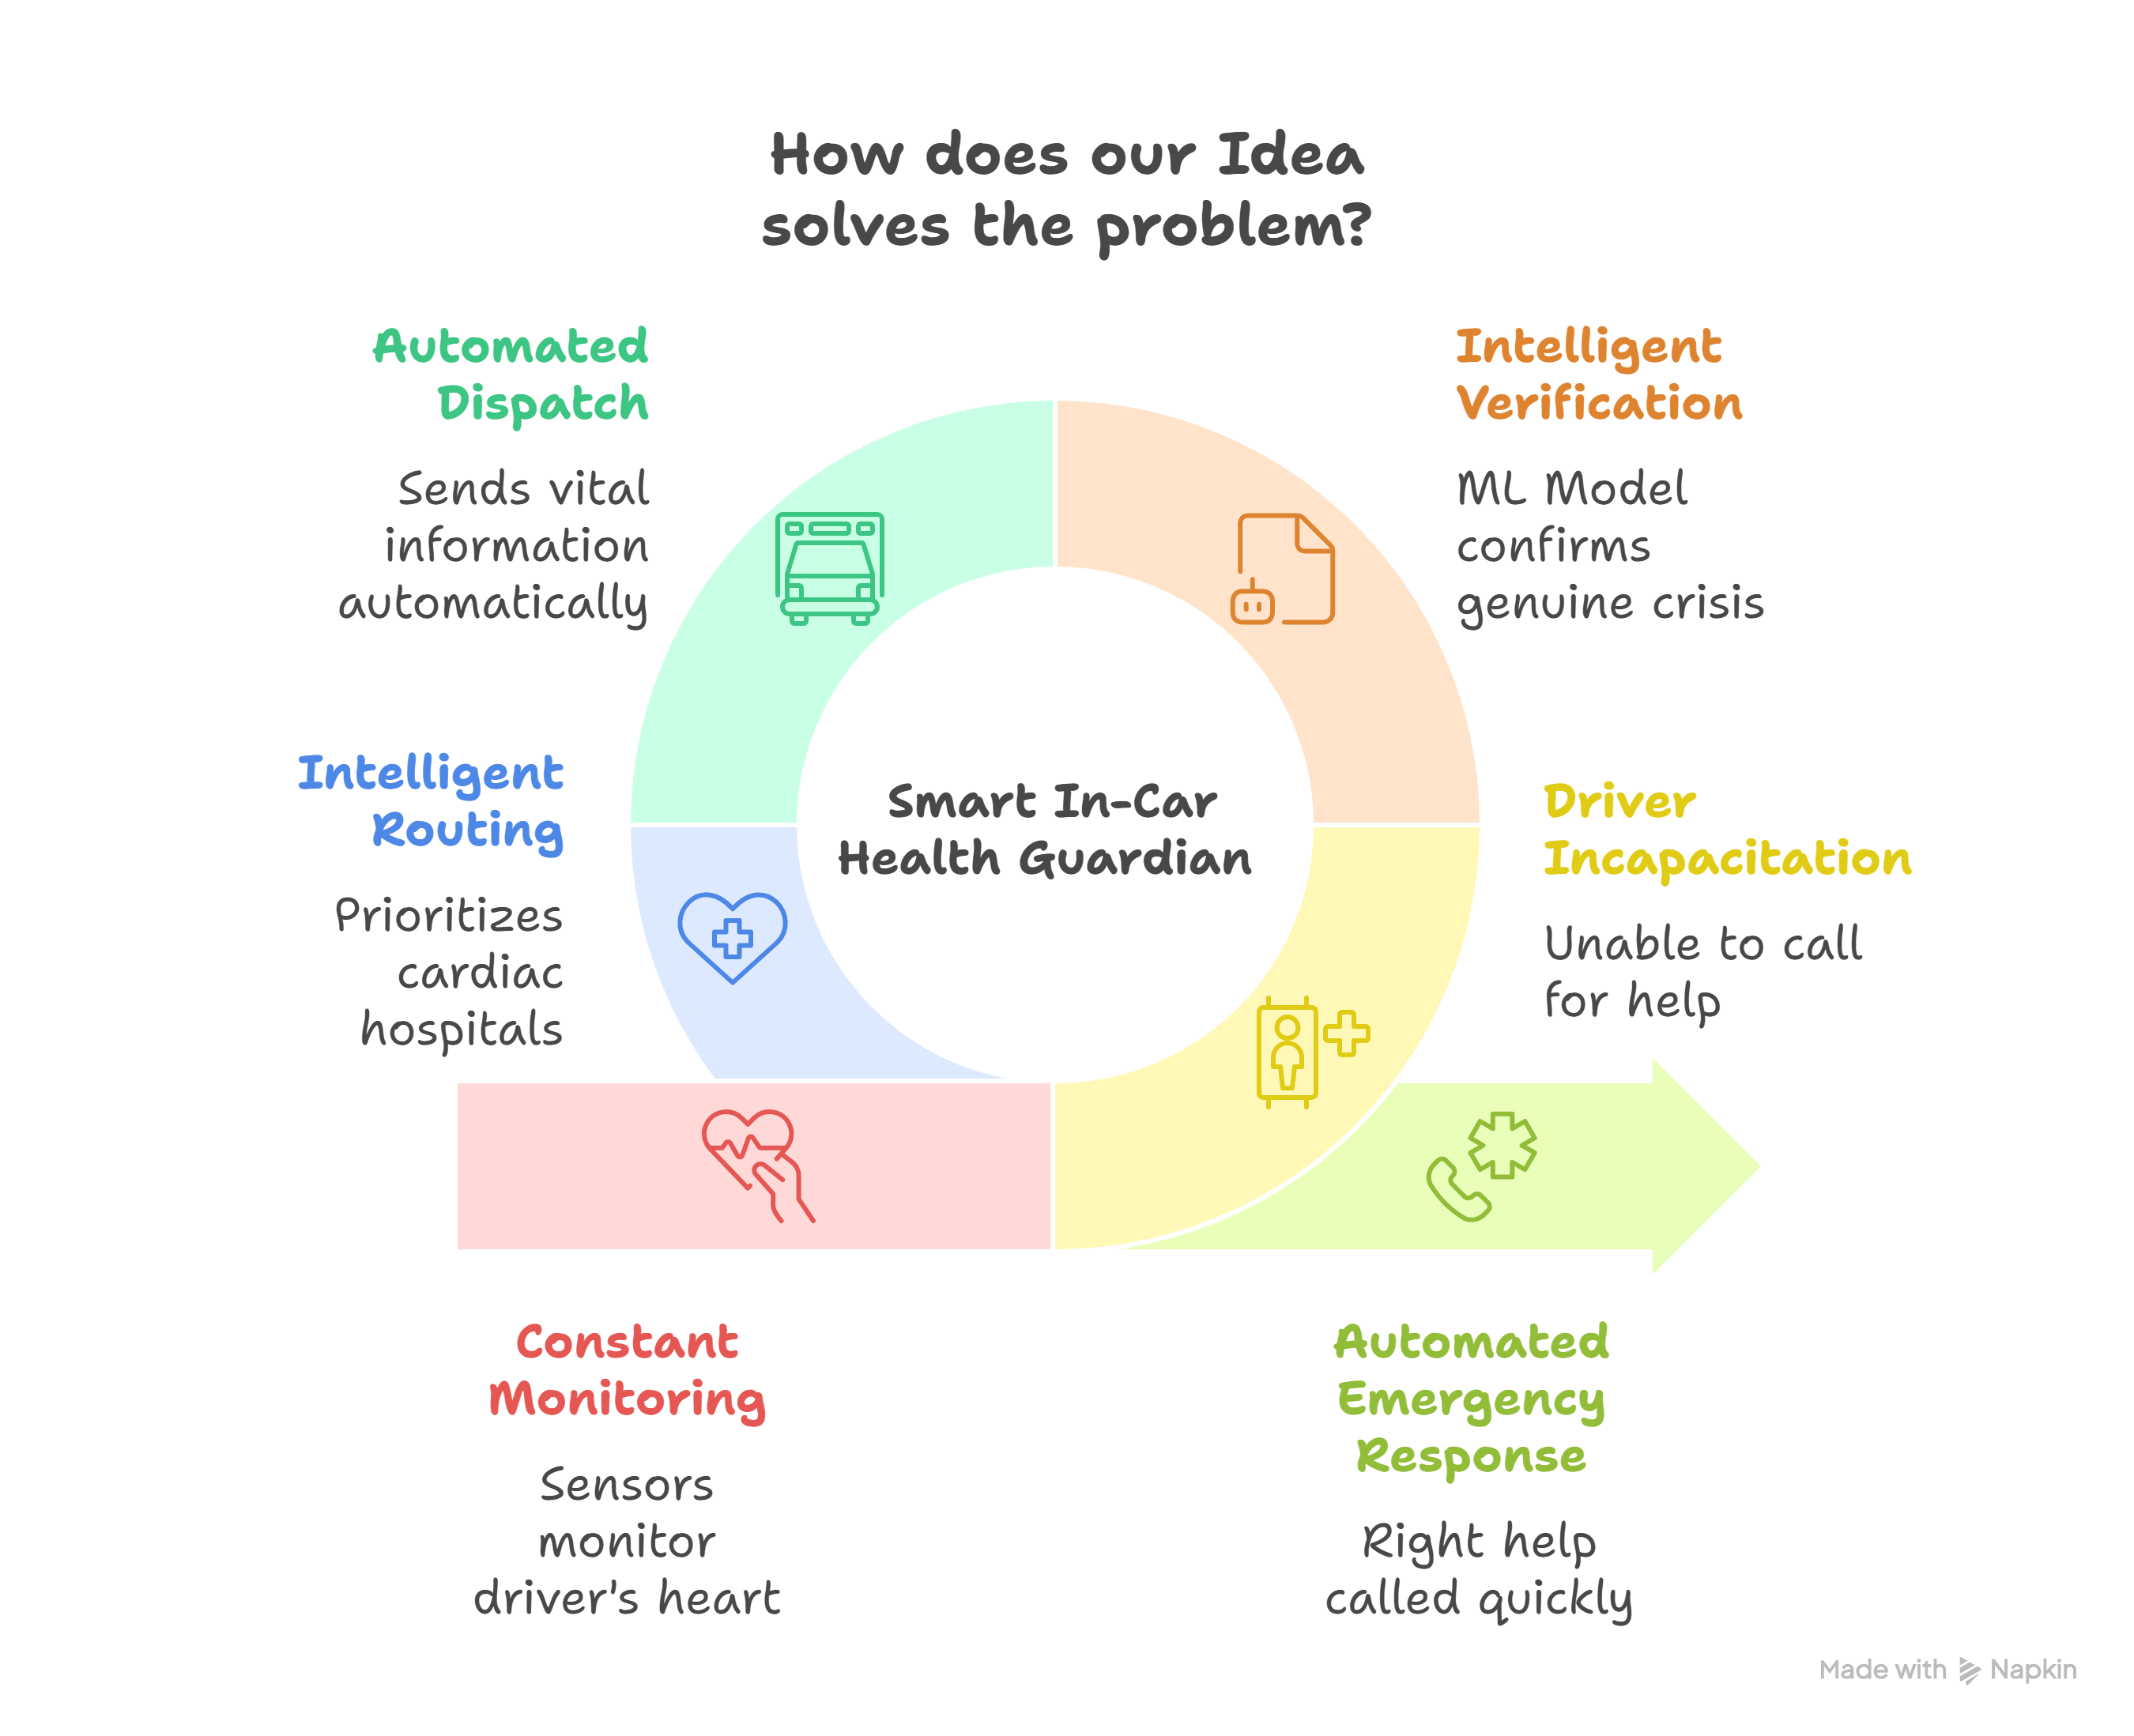 How does our Idea
solves the problem?
Automated
Dispatch
Sends vital
information
automatically
Intelligent
Verification
ML Model
confirms
genuine crisis
Intelligent
Routing
Prioritizes
cardiac
hospitals
Smart In-Car
Health Guardian
Driver
Incapacitation
Unable to call
for help
Constant
Monitoring
Sensors
monitor
driver's heart
Automated
Emergency
Response
Right help
called quickly
Made with Napkin